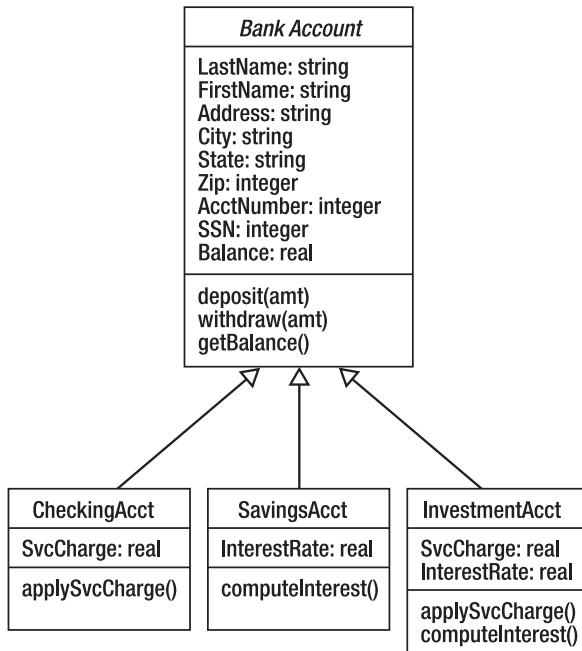 Bank Account
LastName: string
FirstName: string
Address: string
City: string
State: string
Zip: integer
AcctNumber: integer
SSN: integer
Balance: real
deposit(amt)
withdraw(amt)
getBalance()
CheckingAcct
SvcCharge: real
applySvcCharge()
SavingsAcct
InterestRate: real
computeInterest()
InvestmentAcct
SvcCharge: real
InterestRate: real
applySvcCharge()
computeInterest()